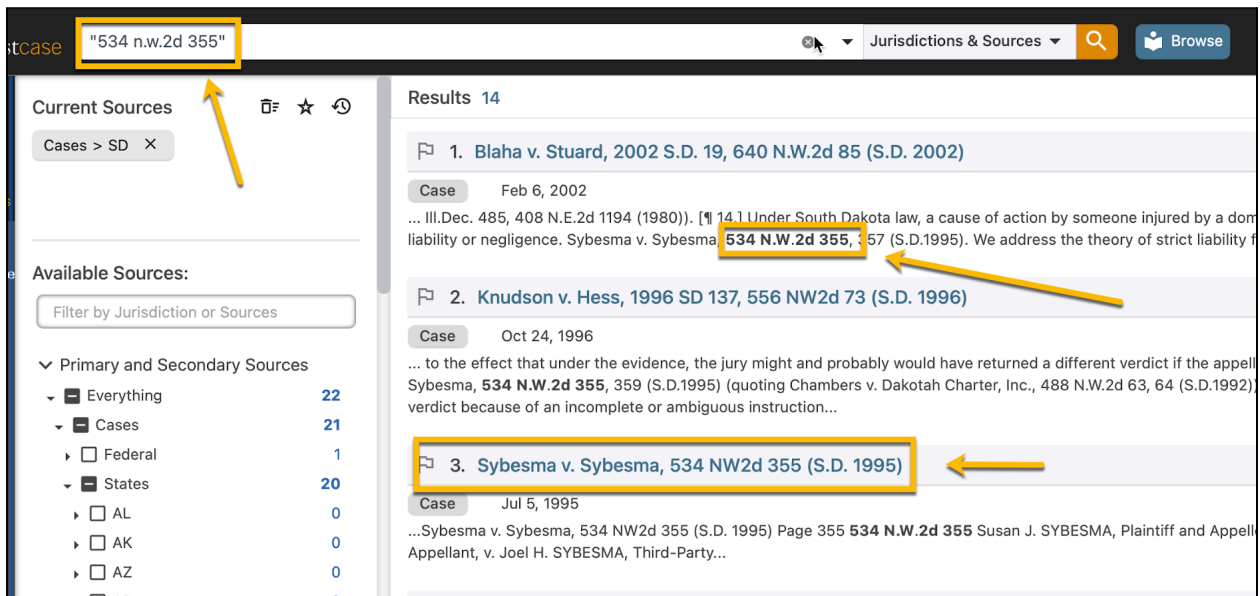 stcase "534 n.w.2d 355" Jurisdictions & Sources Browse
Current Sources
Cases > SD ✕
Available Sources:
Filter by Jurisdiction or Sources
Primary and Secondary Sources
Everything 22
Cases 21
Federal 1
States 20
AL 0
AK 0
AZ 0
Results 14
1. Blaha v. Stuard, 2002 S.D. 19, 640 N.W.2d 85 (S.D. 2002)
Case Feb 6, 2002
... Ill.Dec. 485, 408 N.E.2d 1194 (1980)). [¶ 14.] Under South Dakota law, a cause of action by someone injured by a dom
liability or negligence. Sybesma v. Sybesma, 534 N.W.2d 355, 357 (S.D.1995). We address the theory of strict liability f
2. Knudson v. Hess, 1996 SD 137, 556 NW2d 73 (S.D. 1996)
Case Oct 24, 1996
... to the effect that under the evidence, the jury might and probably would have returned a different verdict if the appell
Sybesma, 534 N.W.2d 355, 359 (S.D.1995) (quoting Chambers v. Dakotah Charter, Inc., 488 N.W.2d 63, 64 (S.D.1992))
verdict because of an incomplete or ambiguous instruction...
3. Sybesma v. Sybesma, 534 NW2d 355 (S.D. 1995)
Case Jul 5, 1995
...Sybesma v. Sybesma, 534 NW2d 355 (S.D. 1995) Page 355 534 N.W.2d 355 Susan J. SYBESMA, Plaintiff and Appell
Appellant, v. Joel H. SYBESMA, Third-Party...